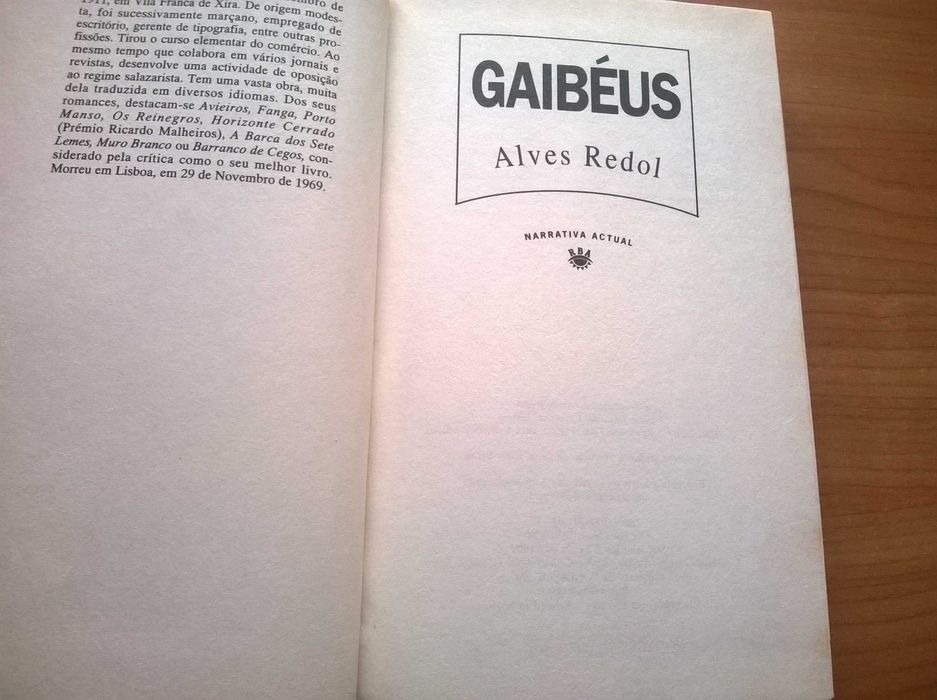 1911, em Vila Franca de Xira. De origem modes-
ta, foi sucessivamente marçano, empregado de
escritório, gerente de tipografia, entre outras pro-
fissões. Tirou o curso elementar do comércio. Ao
mesmo tempo que colabora em vários jornais e
revistas, desenvolve uma actividade de oposição
ao regime salazarista. Tem uma vasta obra, muita
dela traduzida em diversos idiomas. Dos seus
romances, destacam-se Avieiros, Fanga, Porto
Manso, Os Reinegros, Horizonte Cerrado
(Prémio Ricardo Malheiros), A Barca dos Sete
Lemes, Muro Branco ou Barranco de Cegos, con-
siderado pela crítica como o seu melhor livro.
Morreu em Lisboa, em 29 de Novembro de 1969.
GAIBÉUS
Alves Redol
NARRATIVA ACTUAL
RBA